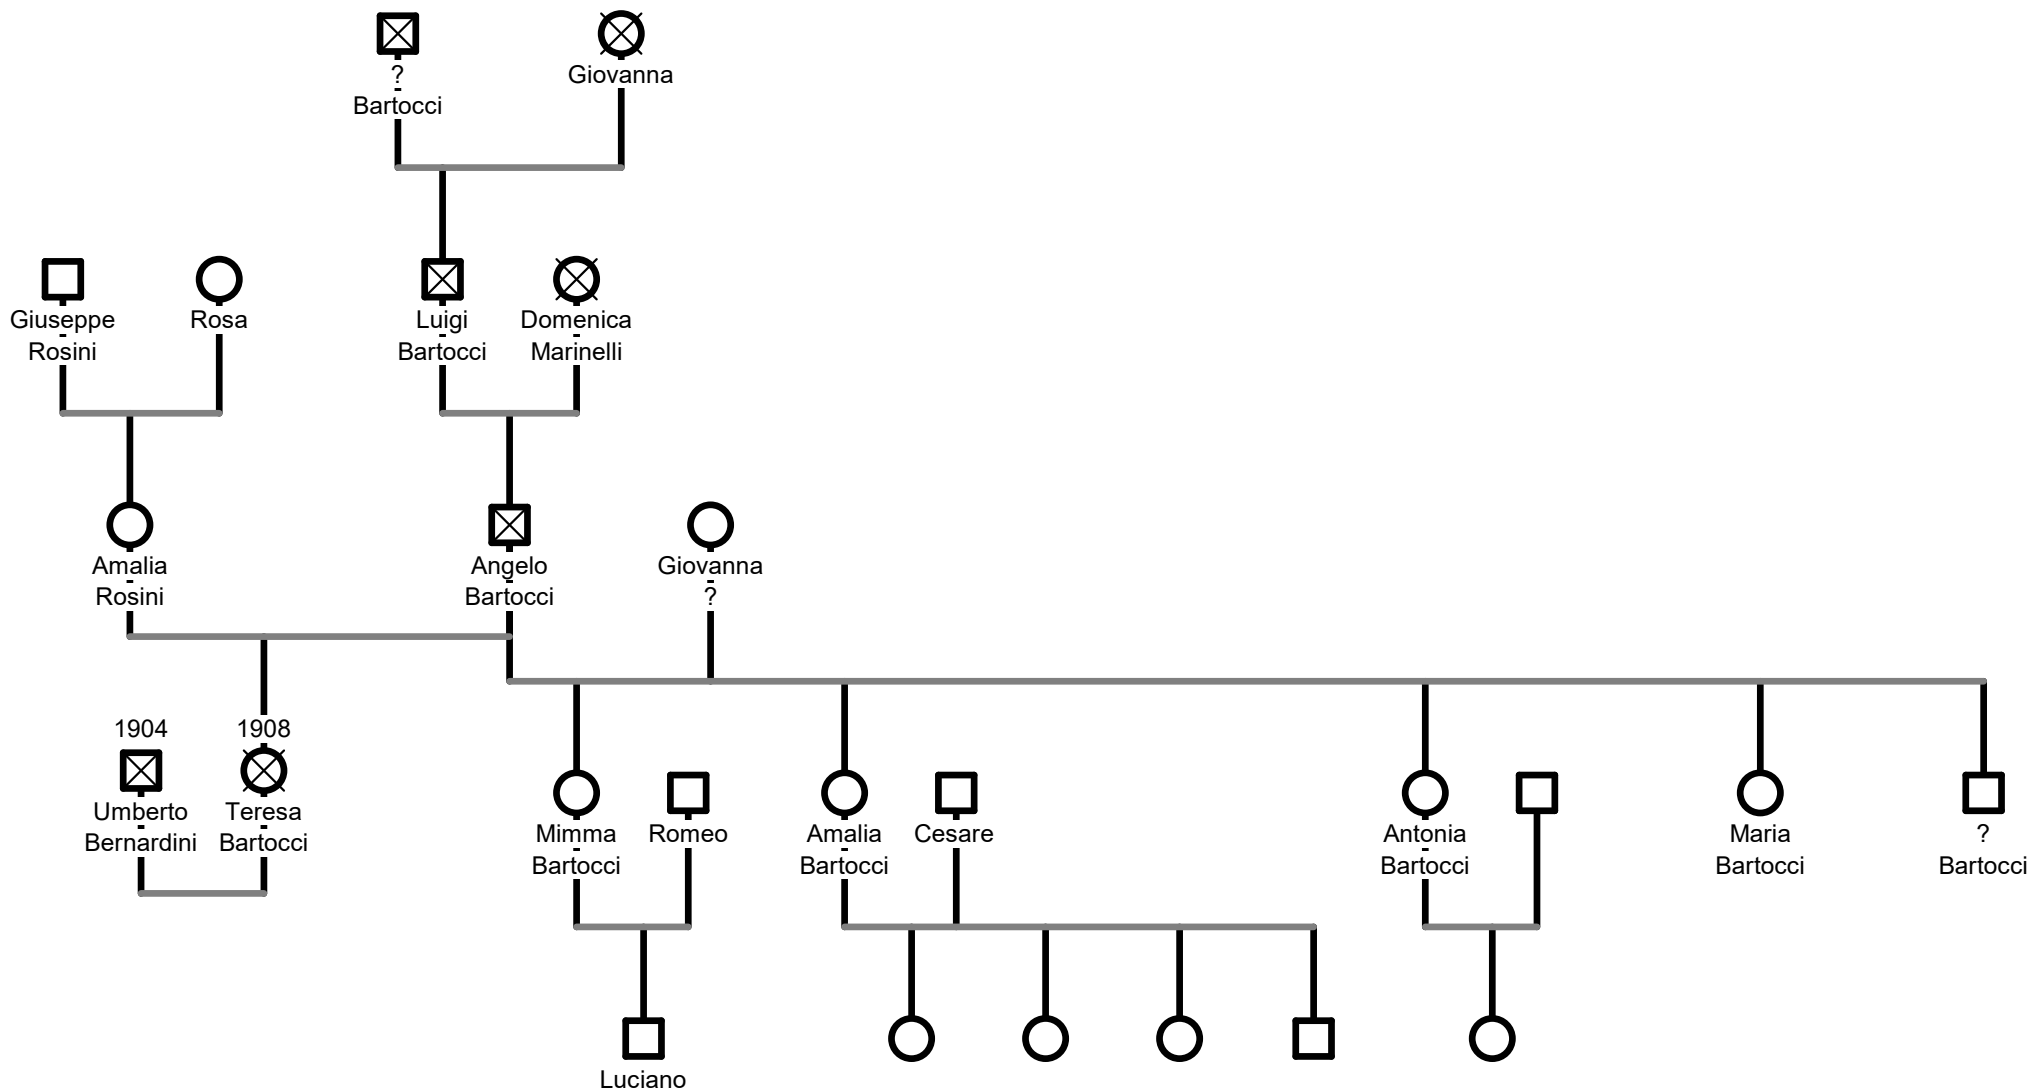 ?
Bartocci
Giovanna
Giuseppe
Rosini
Rosa
Luigi
Bartocci
Domenica
Marinelli
Amalia
Rosini
Angelo
Bartocci
Giovanna
?
1904
Umberto
Bernardini
1908
Teresa
Bartocci
Mimma
Bartocci
Romeo
Amalia
Bartocci
Cesare
Antonia
Bartocci
Maria
Bartocci
?
Bartocci
Luciano